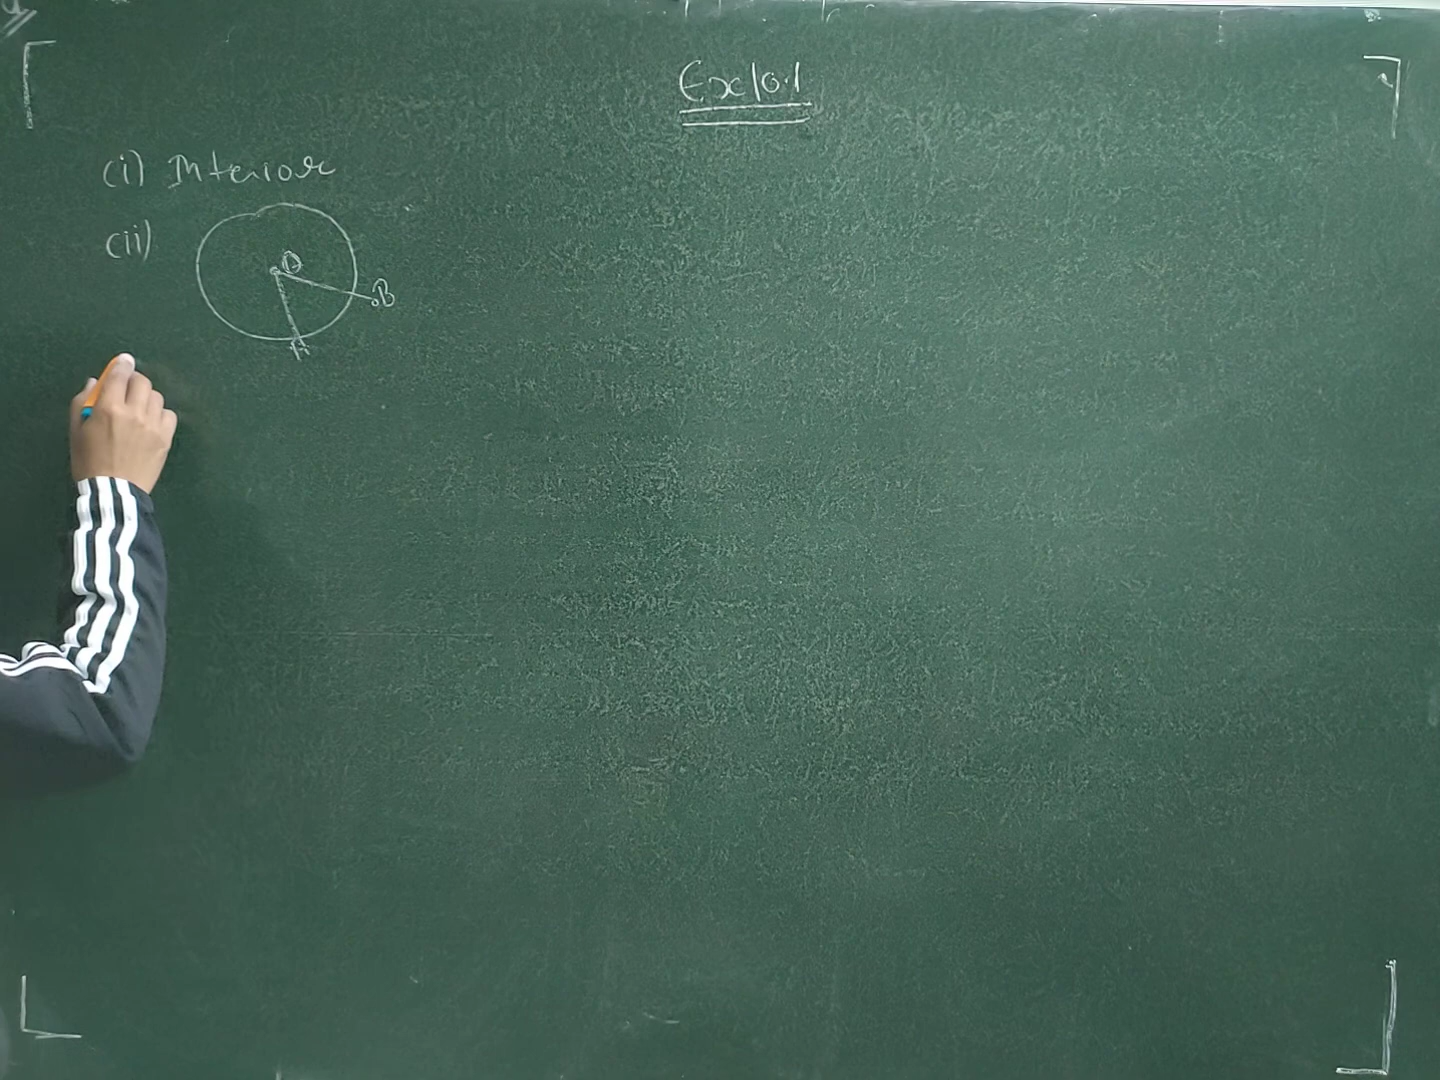 Ex 10.1
(i) Interior
(ii)
O
B
A